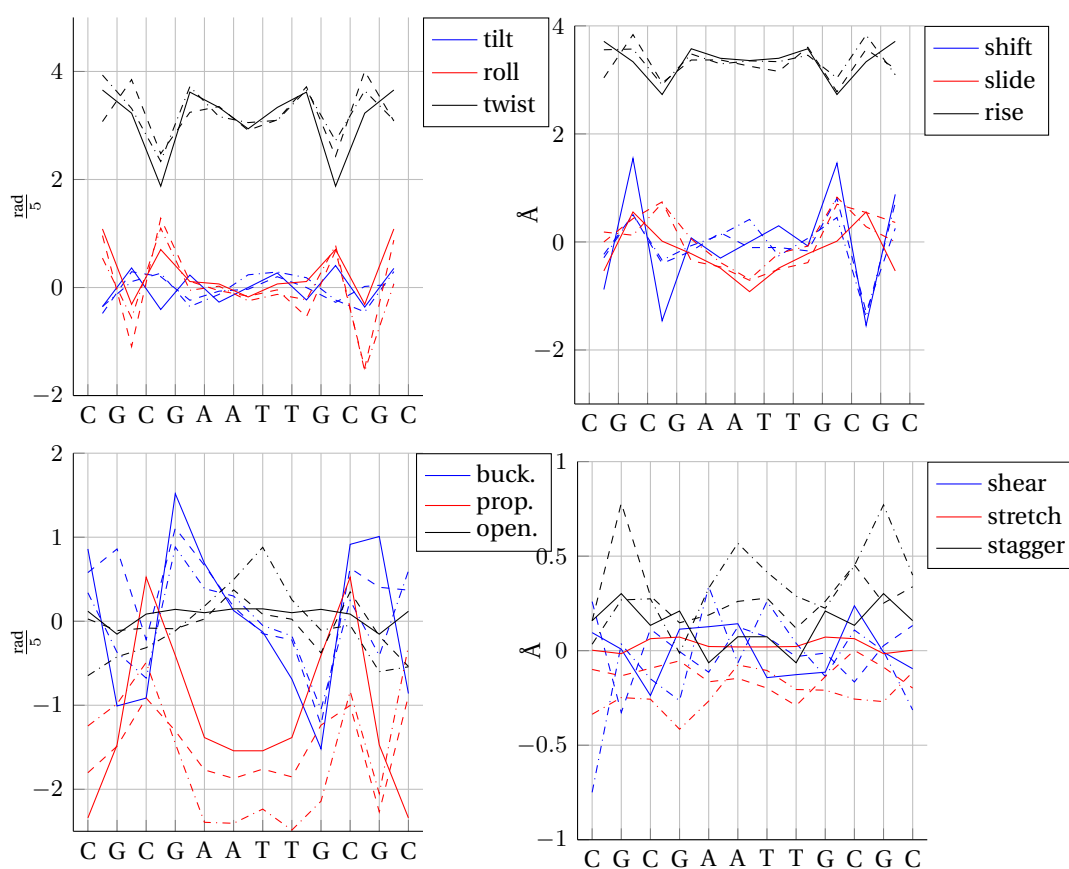 4
2
0
−2
rad
5
C G C G A A T T G C G C
tilt
roll
twist
4
2
0
−2
Å
C G C G A A T T G C G C
shift
slide
rise
2
1
0
−1
−2
rad
5
C G C G A A T T G C G C
buck.
prop.
open.
1
0.5
0
−0.5
−1
Å
C G C G A A T T G C G C
shear
stretch
stagger